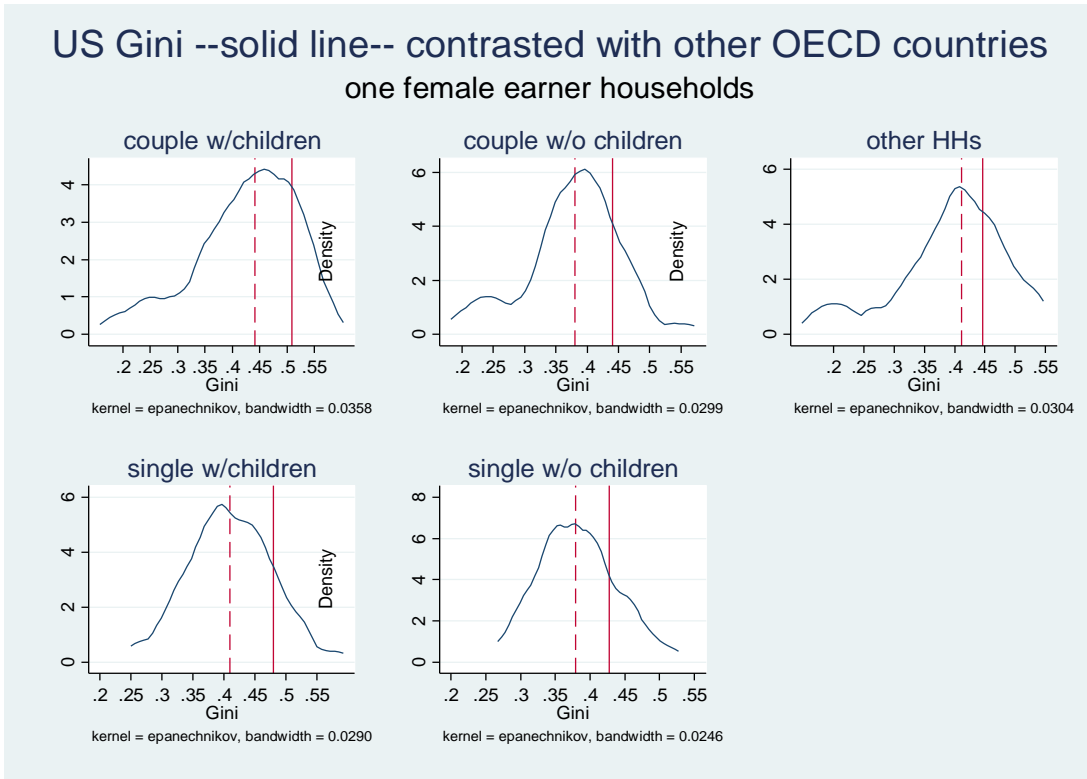 US Gini --solid line-- contrasted with other OECD countries
one female earner households
couple w/children
4
3
2
1
0
Density
.2 .25 .3 .35 .4 .45 .5 .55
Gini
kernel = epanechnikov, bandwidth = 0.0358
couple w/o children
6
4
2
0
Density
.2 .25 .3 .35 .4 .45 .5 .55
Gini
kernel = epanechnikov, bandwidth = 0.0299
other HHs
6
4
2
0
.2 .25 .3 .35 .4 .45 .5 .55
Gini
kernel = epanechnikov, bandwidth = 0.0304
single w/children
6
4
2
0
Density
.2 .25 .3 .35 .4 .45 .5 .55
Gini
kernel = epanechnikov, bandwidth = 0.0290
single w/o children
8
6
4
2
0
.2 .25 .3 .35 .4 .45 .5 .55
Gini
kernel = epanechnikov, bandwidth = 0.0246